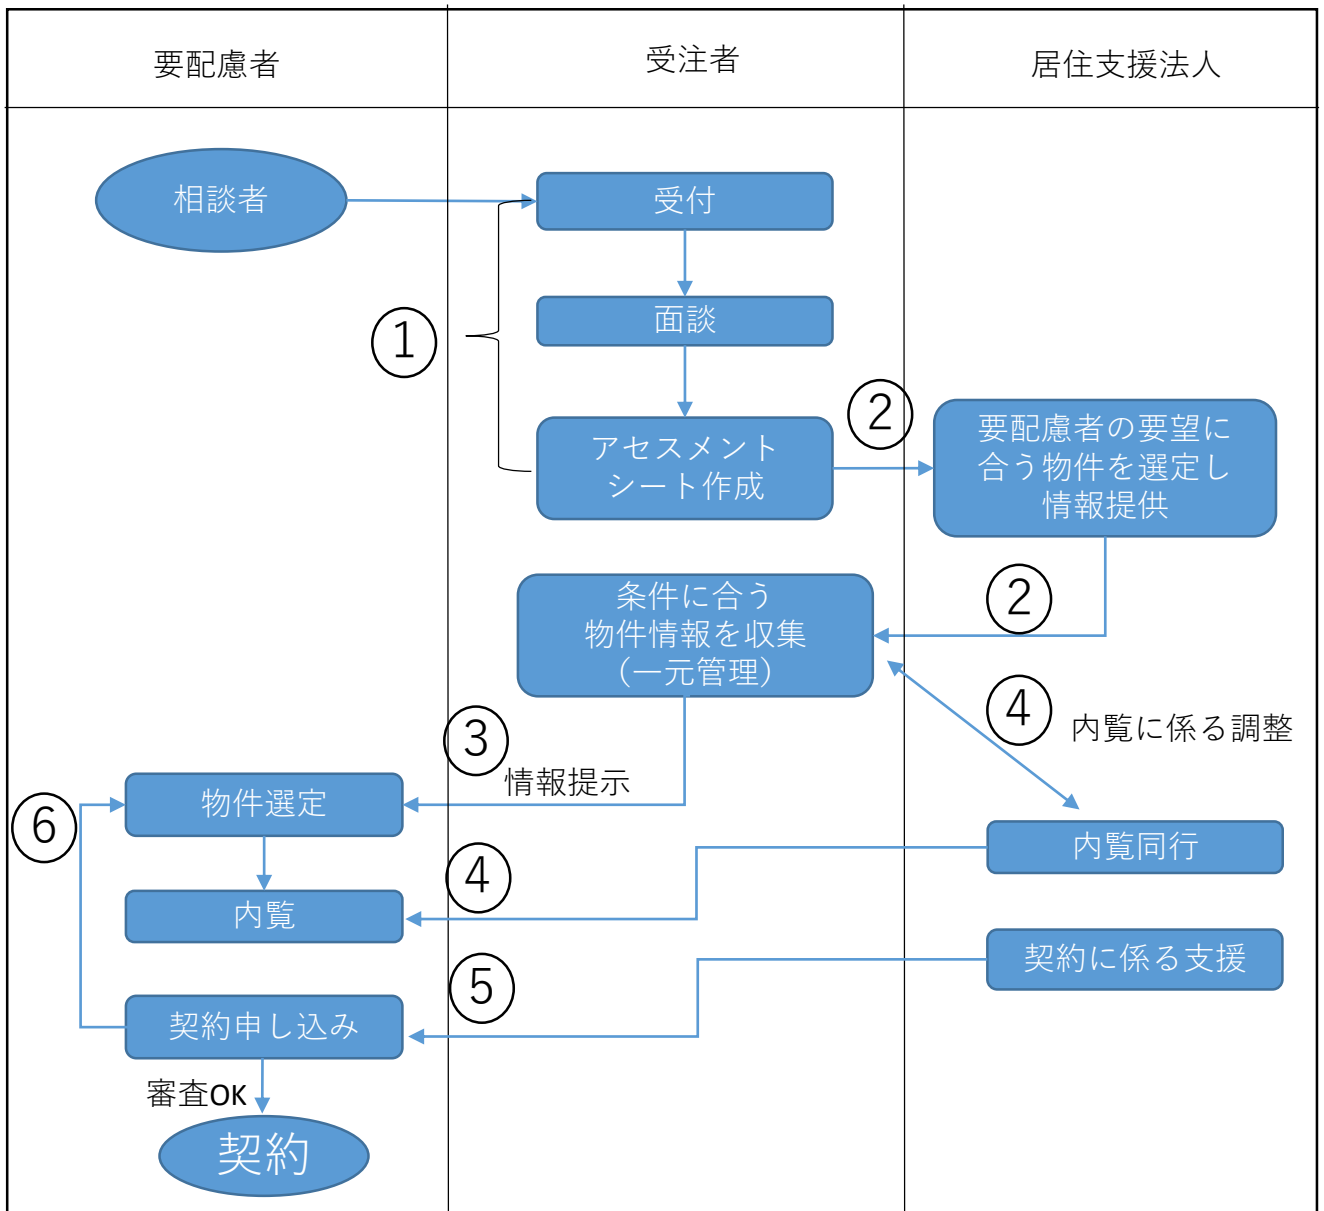 要配慮者
受注者
居住支援法人
相談者
受付
面談
①
アセスメント
シート作成
②
要配慮者の要望に
合う物件を選定し
情報提供
②
条件に合う
物件情報を収集
（一元管理）
④
内覧に係る調整
③
情報提示
物件選定
⑥
内覧同行
④
内覧
契約に係る支援
⑤
契約申し込み
審査OK
契約